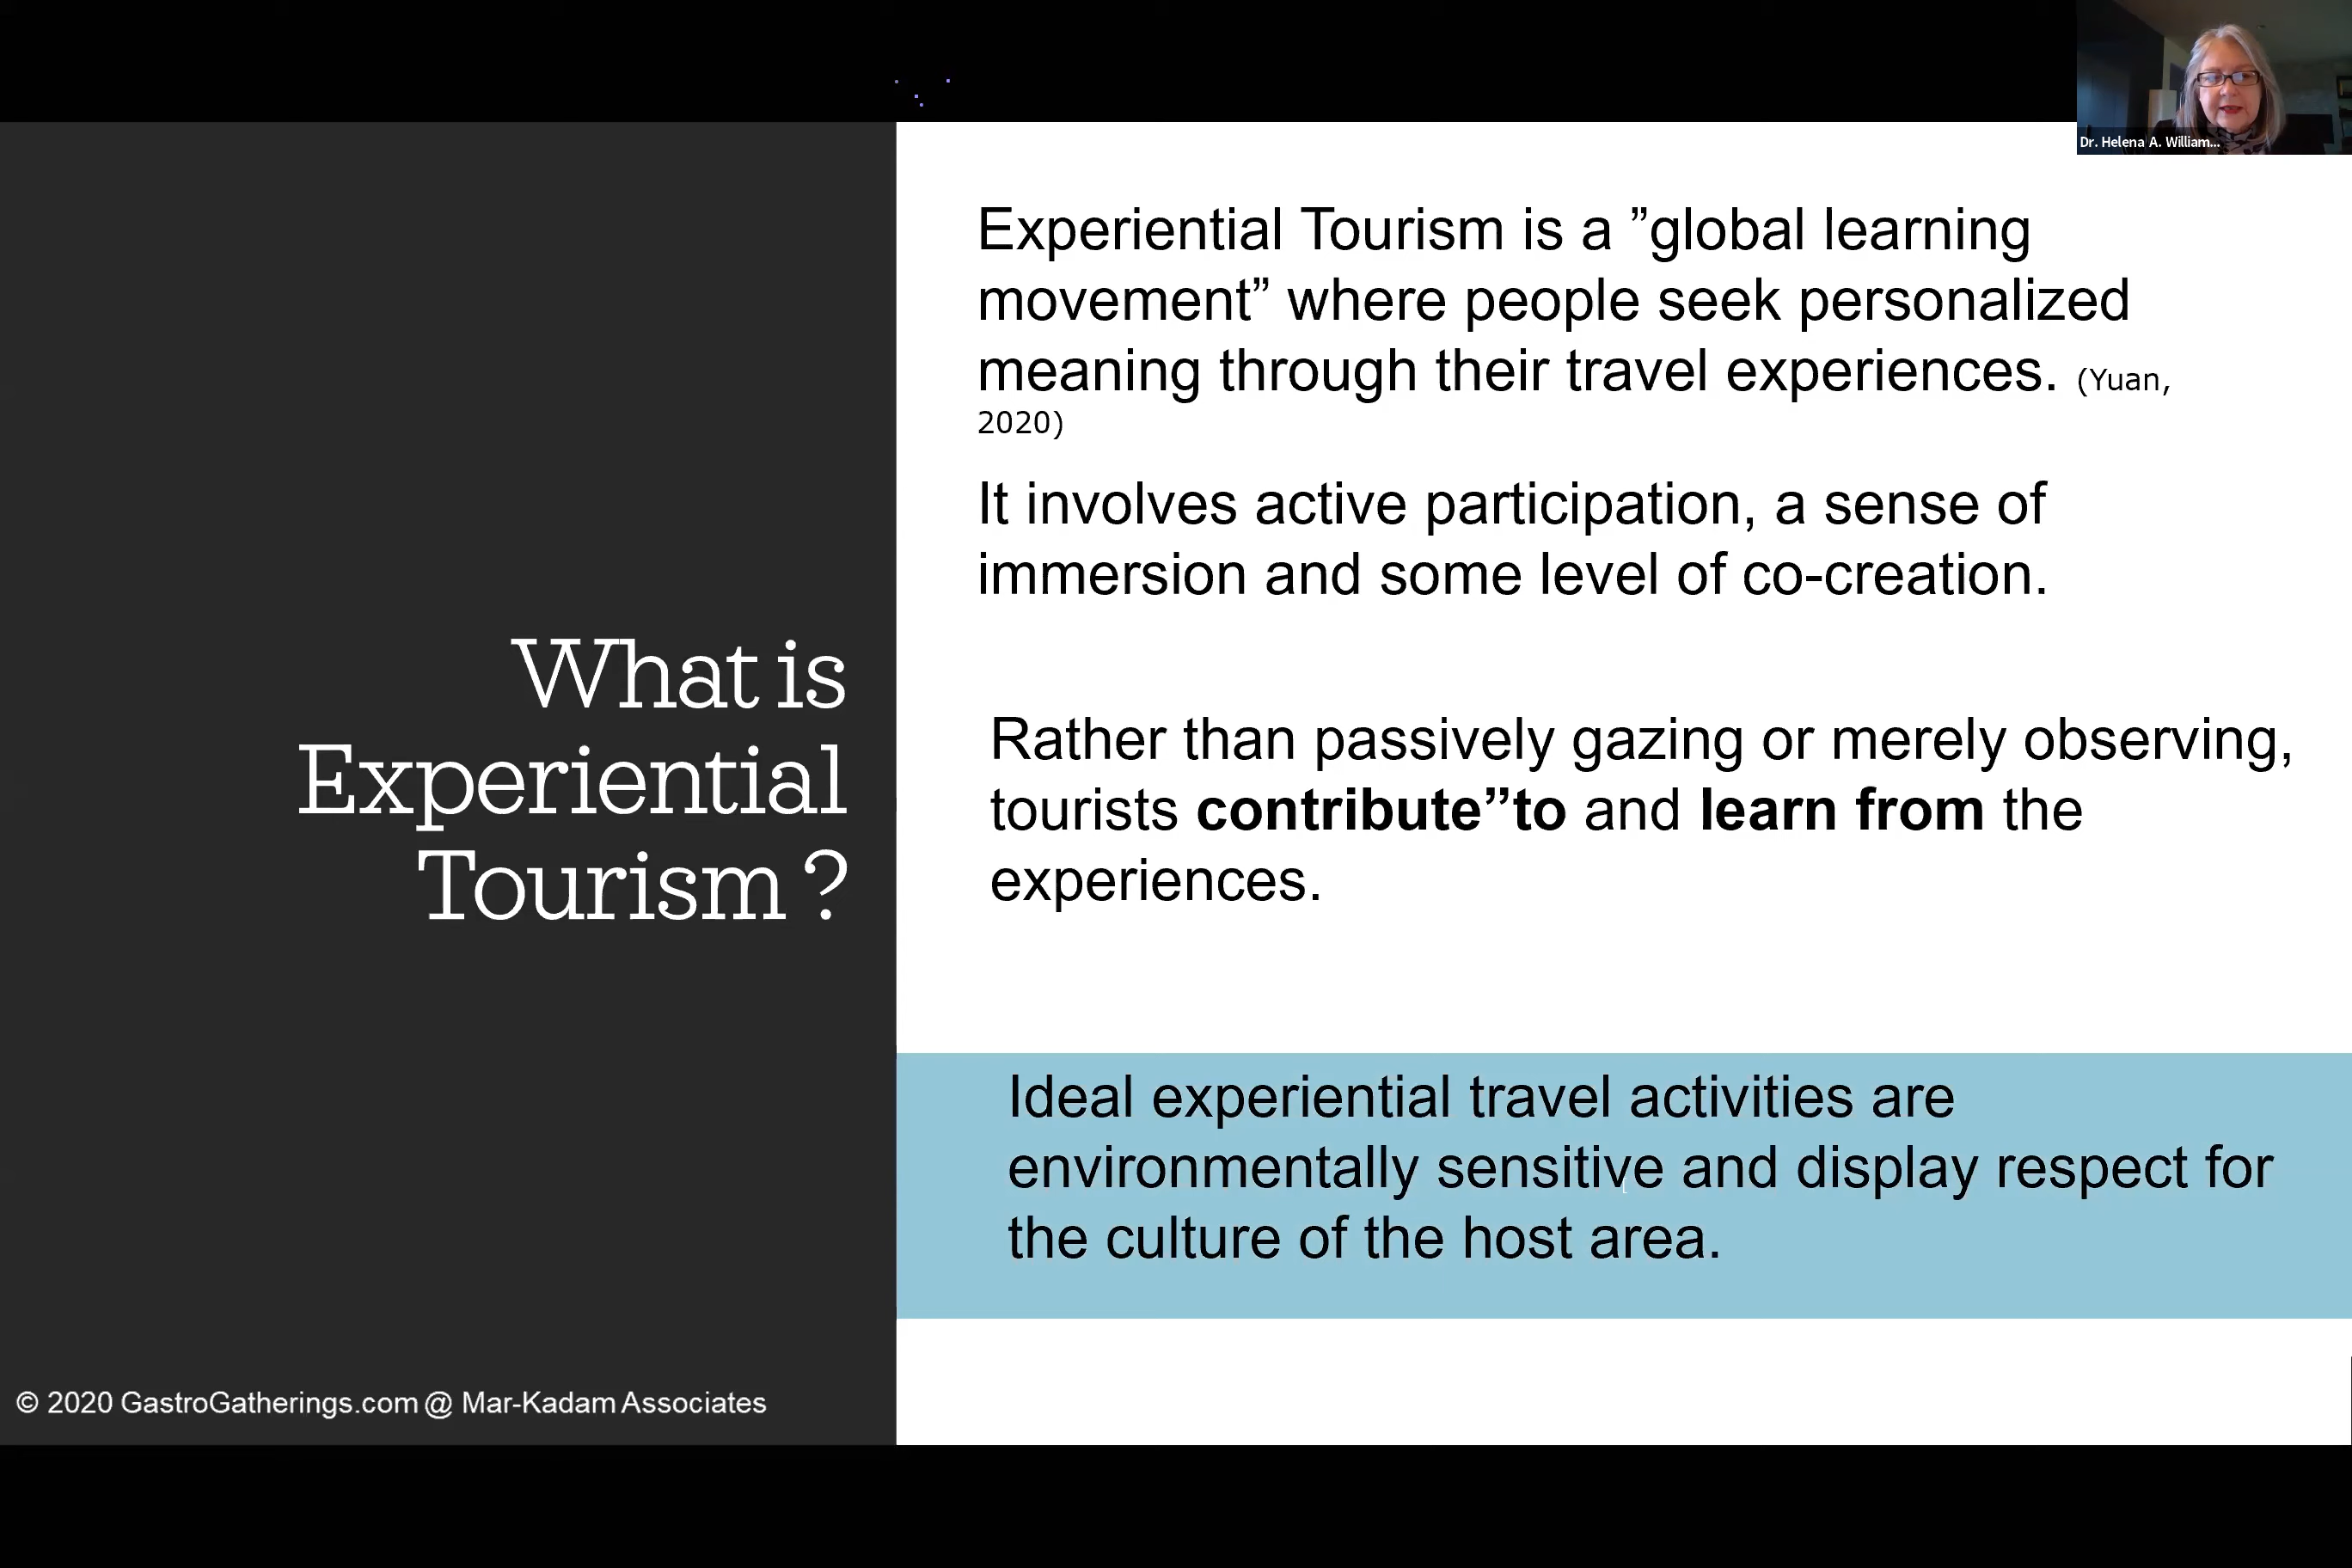 Dr. Helena A. William...
What is
Experiential
Tourism ?
Experiential Tourism is a ”global learning
movement” where people seek personalized
meaning through their travel experiences. (Yuan,
2020)
It involves active participation, a sense of
immersion and some level of co-creation.
Rather than passively gazing or merely observing,
tourists contribute”to and learn from the
experiences.
Ideal experiential travel activities are
environmentally sensitive and display respect for
the culture of the host area.
© 2020 GastroGatherings.com @ Mar-Kadam Associates